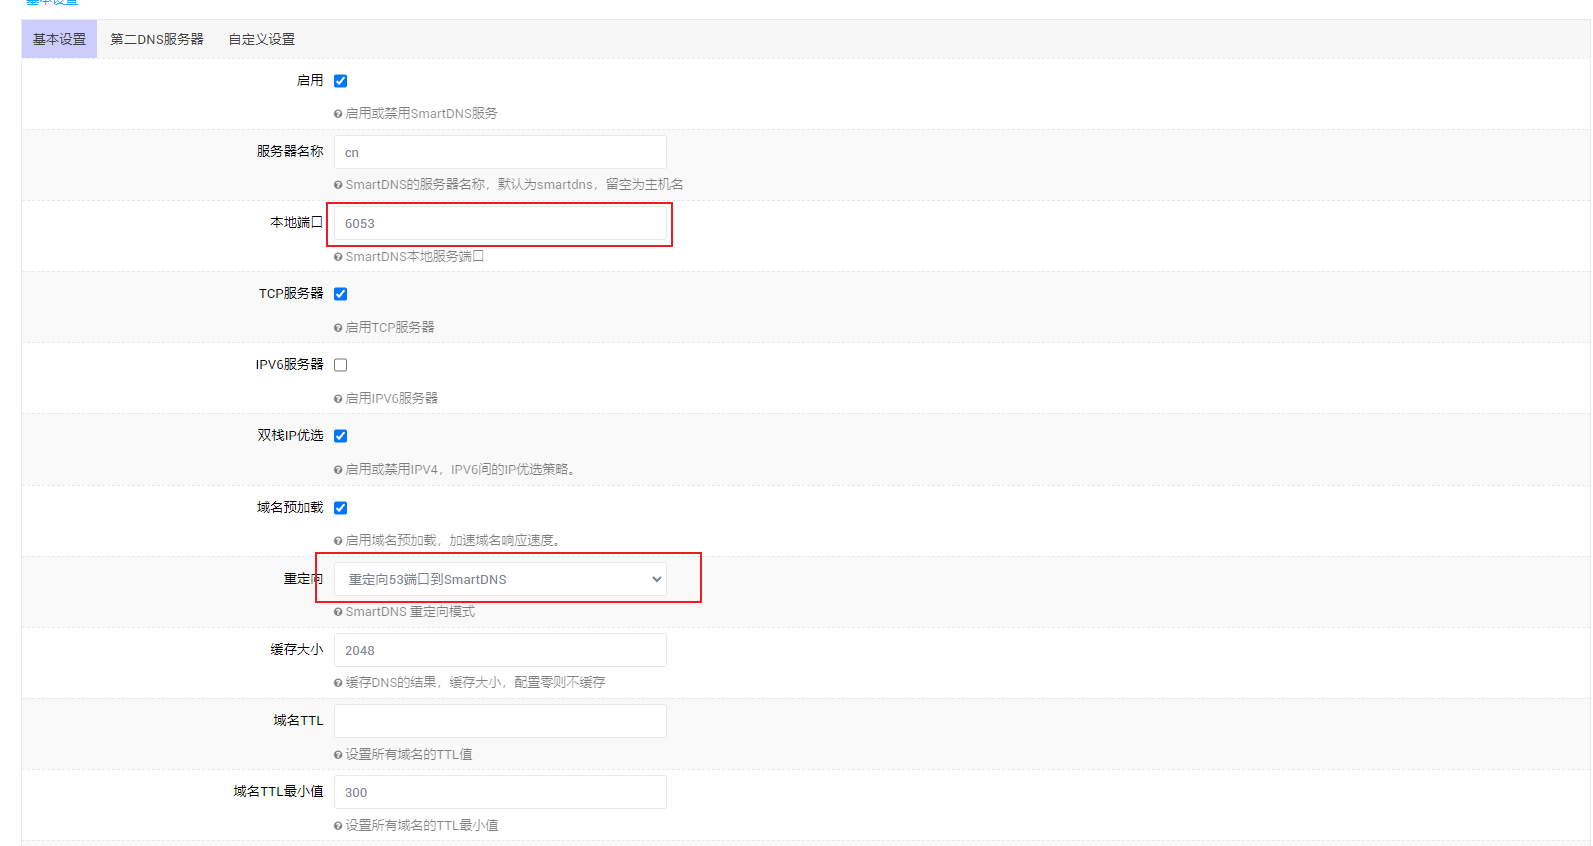 基本设置
基本设置 第二DNS服务器 自定义设置
启用
启用或禁用SmartDNS服务
服务器名称 cn
SmartDNS的服务器名称，默认为smartdns，留空为主机名
本地端口 6053
SmartDNS本地服务端口
TCP服务器
启用TCP服务器
IPV6服务器
启用IPV6服务器
双栈IP优选
启用或禁用IPV4，IPV6间的IP优选策略。
域名预加载
启用域名预加载，加速域名响应速度。
重定向 重定向53端口到SmartDNS
SmartDNS 重定向模式
缓存大小 2048
缓存DNS的结果，缓存大小，配置零则不缓存
域名TTL
设置所有域名的TTL值
域名TTL最小值 300
设置所有域名的TTL最小值